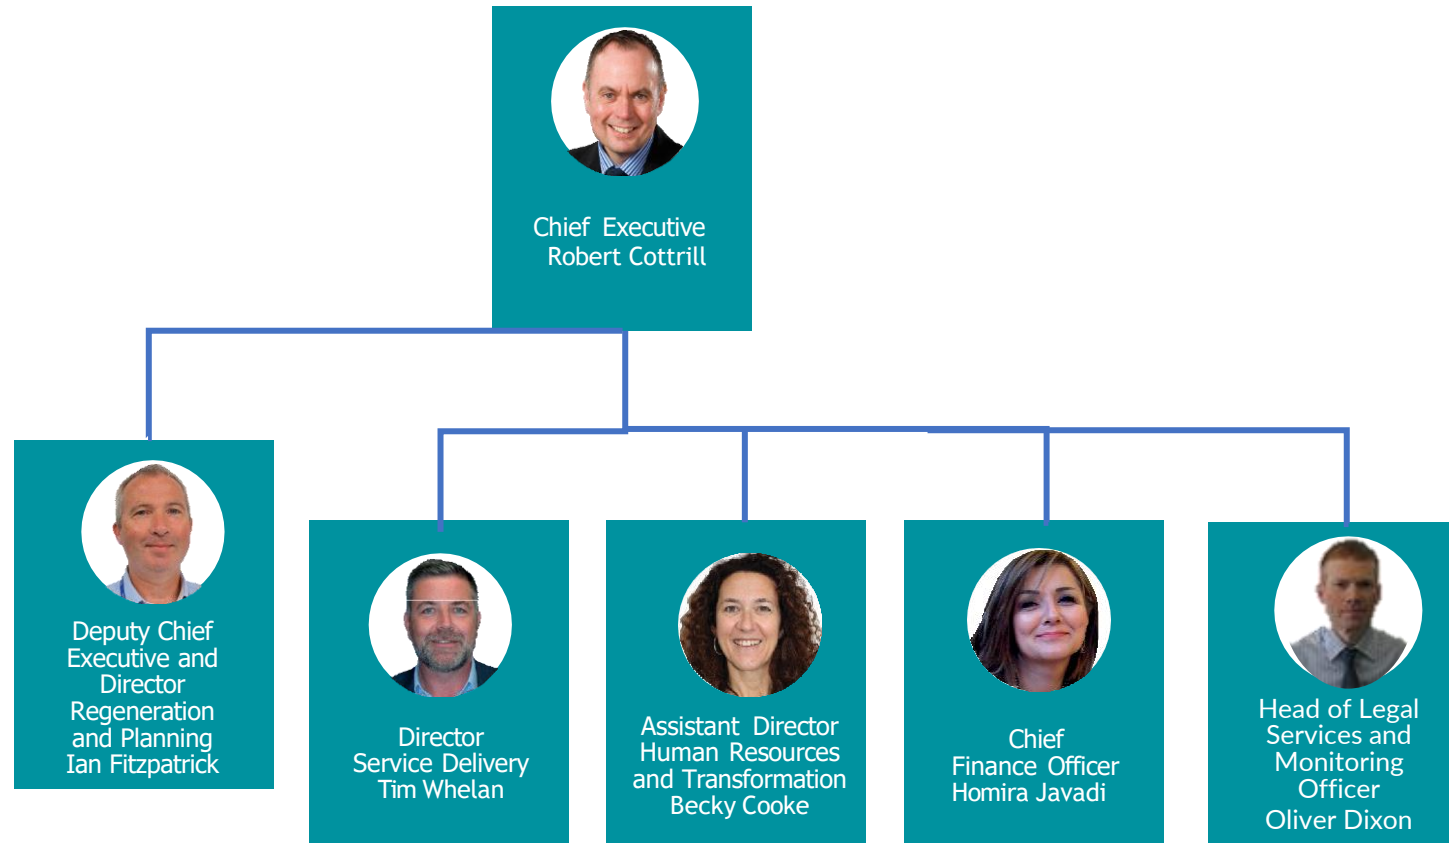 Chief Executive
Robert Cottrill
Deputy Chief
Executive and
Director
Regeneration
and Planning
Ian Fitzpatrick
Director
Service Delivery
Tim Whelan
Assistant Director
Human Resources
and Transformation
Becky Cooke
Chief
Finance Officer
Homira Javadi
Head of Legal
Services and
Monitoring
Officer
Oliver Dixon